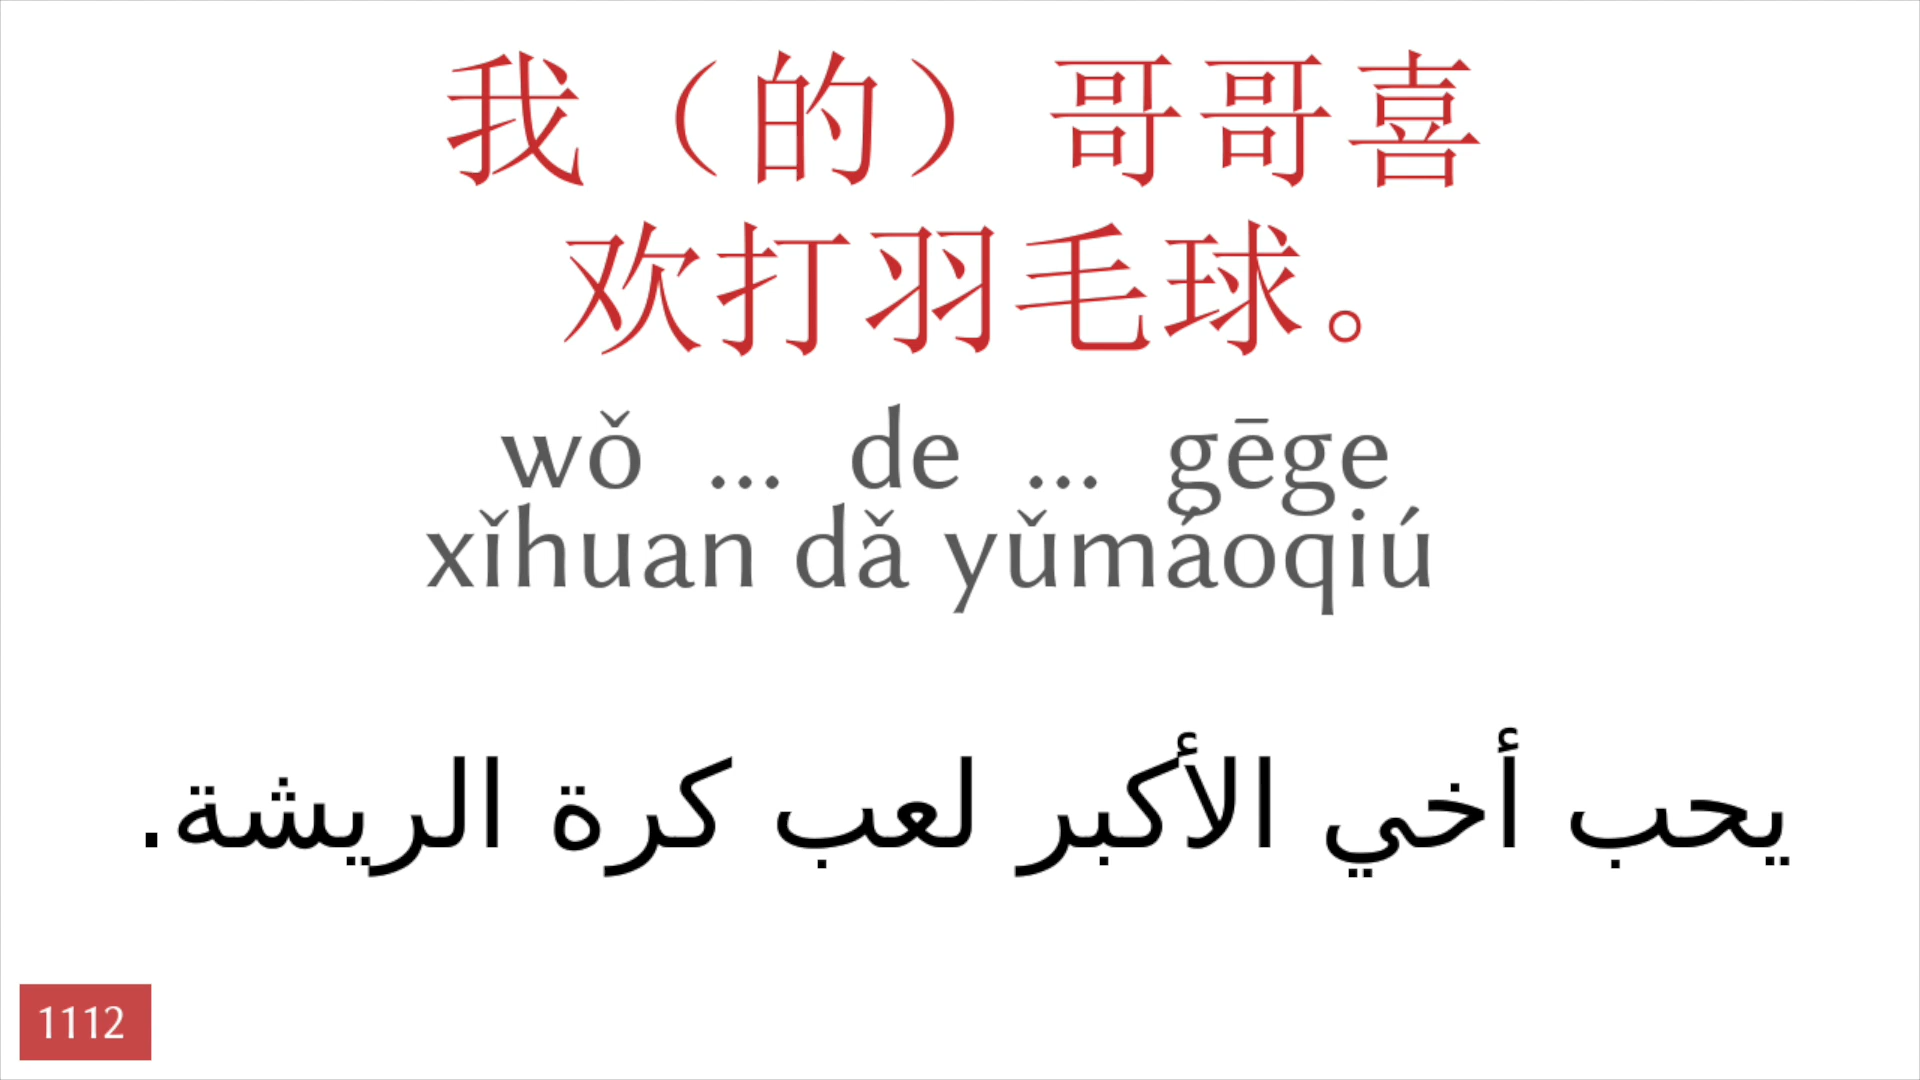 我（的）哥哥喜
欢打羽毛球。
wǒ ... de ... gēge
xǐhuan dǎ yǔmáoqiú
يحب أخي الأكبر لعب كرة الريشة.
1112